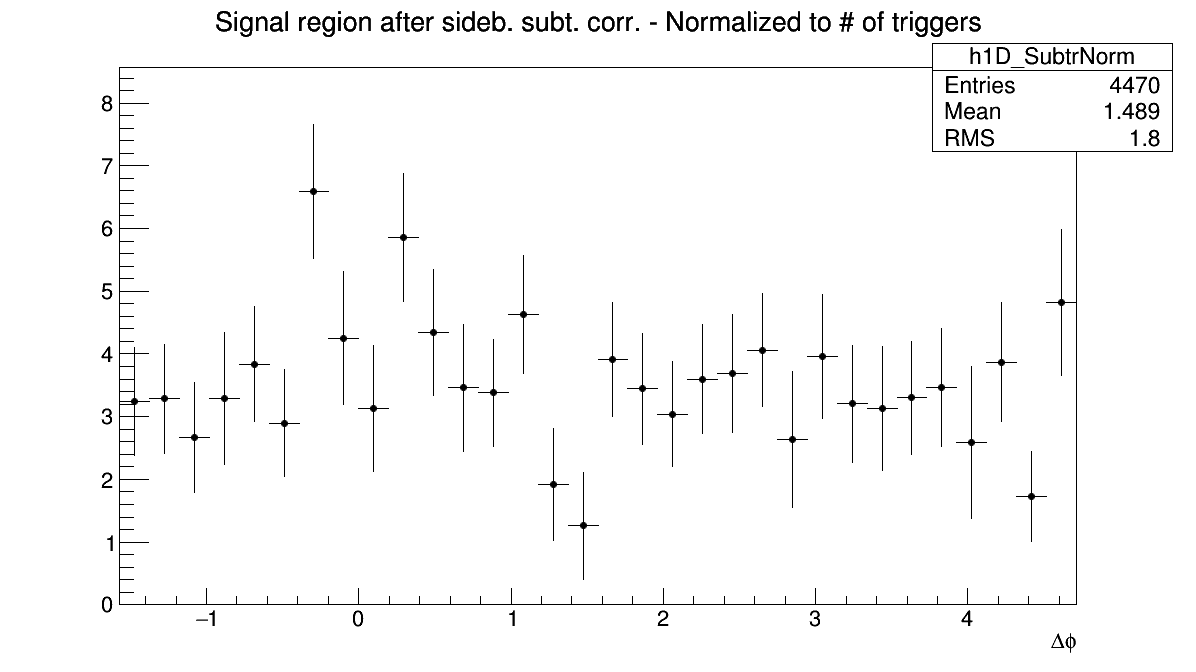 Signal region after sideb. subt. corr. - Normalized to # of triggers
h1D_SubtrNorm
Entries 4470
Mean 1.489
RMS 1.8
8
7
6
5
4
3
2
1
0
−1 0 1 2 3 4
Δϕ